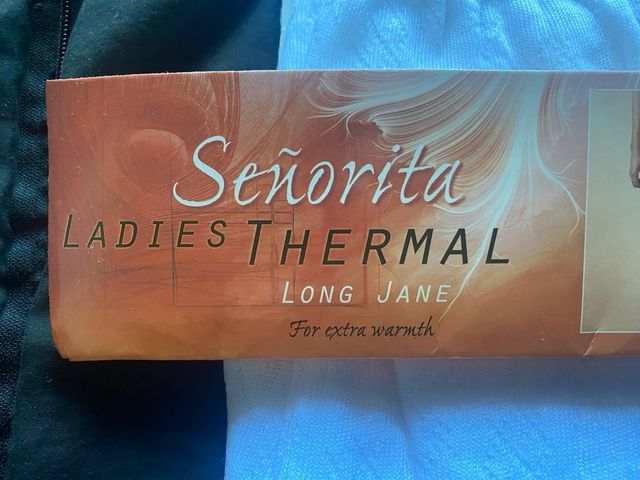 Señorita
LADIES THERMAL
LONG JANE
For extra warmth